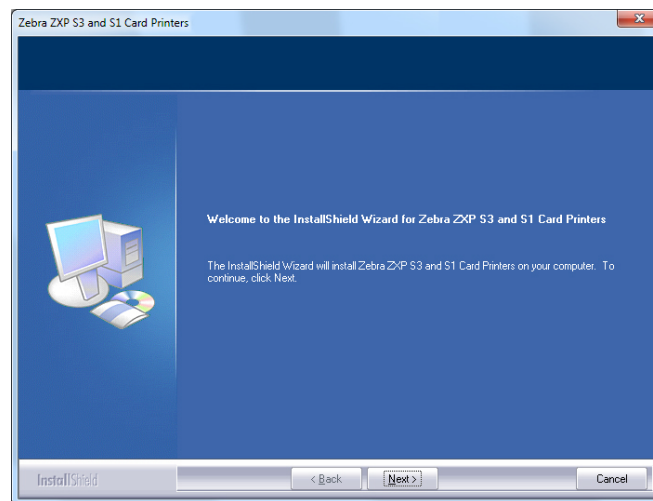 Zebra ZXP S3 and S1 Card Printers
Welcome to the InstallShield Wizard for Zebra ZXP S3 and S1 Card Printers
The InstallShield Wizard will install Zebra ZXP S3 and S1 Card Printers on your computer. To
continue, click Next.
InstallShield
< Back
Next >
Cancel